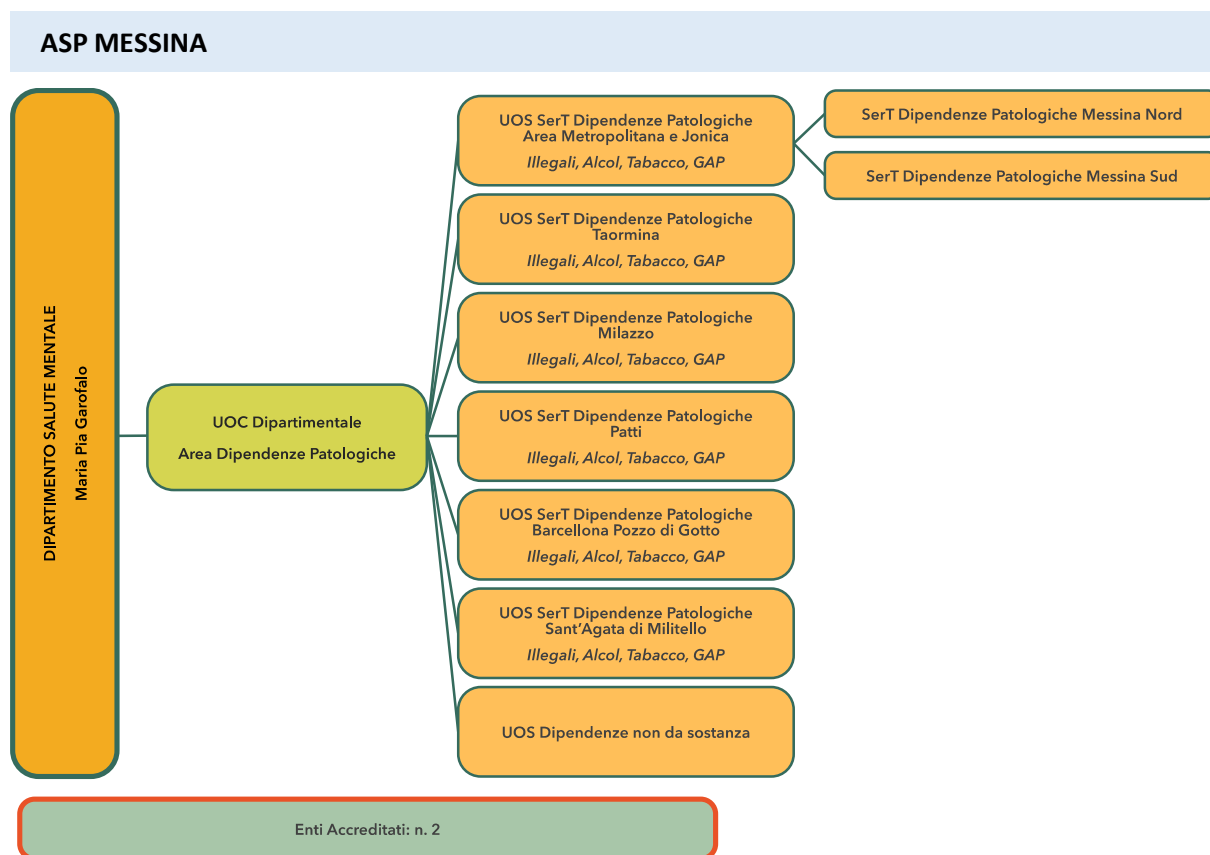 ASP MESSINA
DIPARTIMENTO SALUTE MENTALE
Maria Pia Garofalo
UOC Dipartimentale
Area Dipendenze Patologiche
UOS SerT Dipendenze Patologiche
Area Metropolitana e Jonica
Illegali, Alcol, Tabacco, GAP
SerT Dipendenze Patologiche Messina Nord
SerT Dipendenze Patologiche Messina Sud
UOS SerT Dipendenze Patologiche
Taormina
Illegali, Alcol, Tabacco, GAP
UOS SerT Dipendenze Patologiche
Milazzo
Illegali, Alcol, Tabacco, GAP
UOS SerT Dipendenze Patologiche
Patti
Illegali, Alcol, Tabacco, GAP
UOS SerT Dipendenze Patologiche
Barcellona Pozzo di Gotto
Illegali, Alcol, Tabacco, GAP
UOS SerT Dipendenze Patologiche
Sant’Agata di Militello
Illegali, Alcol, Tabacco, GAP
UOS Dipendenze non da sostanza
Enti Accreditati: n. 2